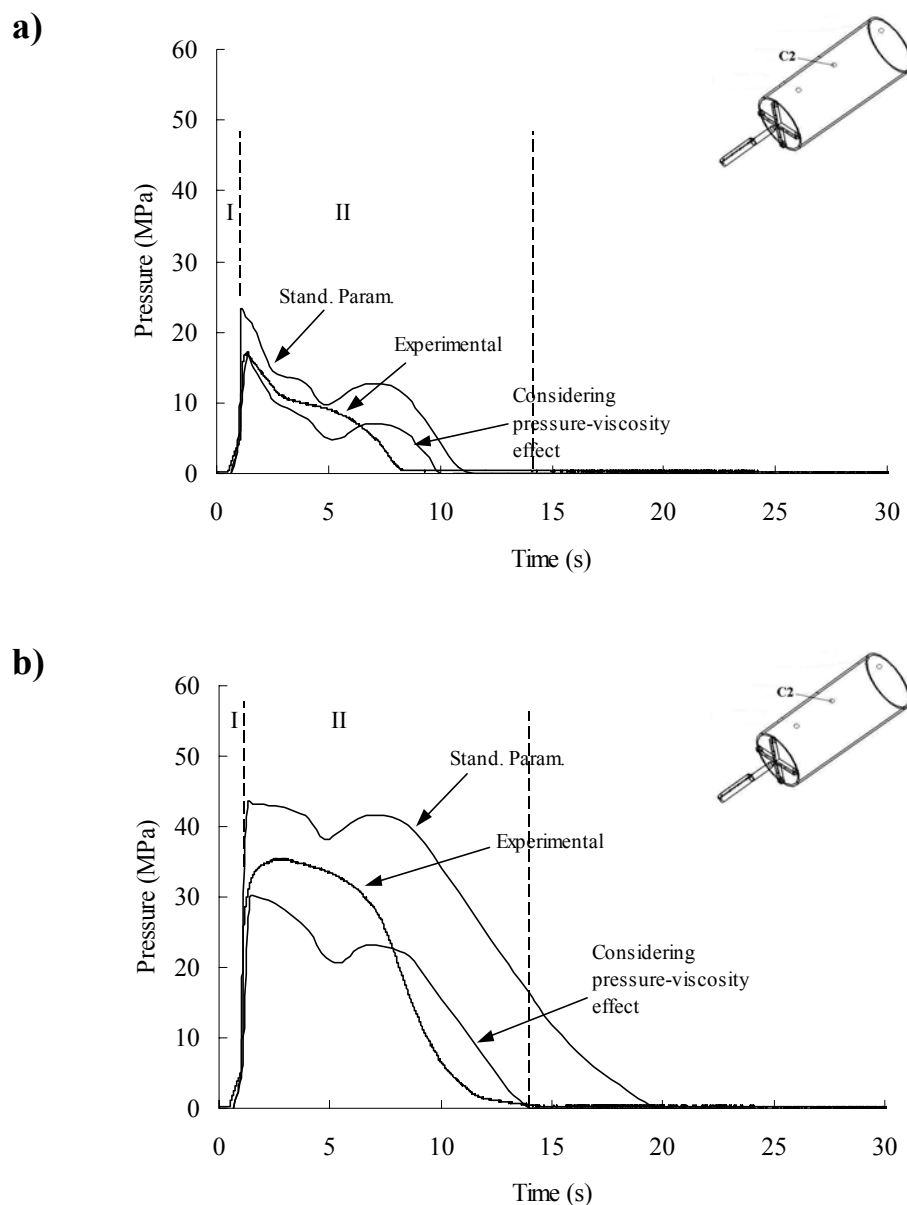 a)
C2
60
50
40
30
20
10
0
Pressure (MPa)
I
II
Stand. Param.
Experimental
Considering
pressure-viscosity
effect
0 5 10 15 20 25 30
Time (s)
b)
C2
60
50
40
30
20
10
0
Pressure (MPa)
I
II
Stand. Param.
Experimental
Considering
pressure-viscosity
effect
0 5 10 15 20 25 30
Time (s)